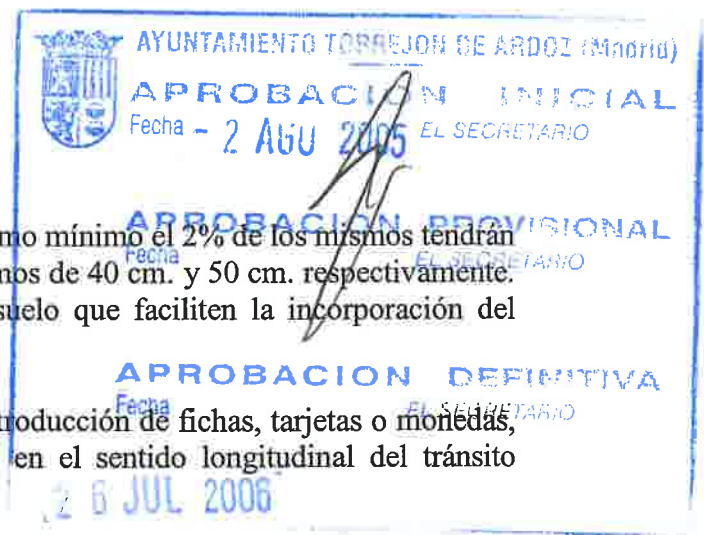 AYUNTAMIENTO TORREJON DE ARDOZ (Madrid)
APROBACION INICIAL
Fecha - 2 AGO 2005 EL SECRETARIO
APROBACION PROVISIONAL
mo mínimo el 2% de los mismos tendrán
Fecha EL SECRETARIO
nos de 40 cm. y 50 cm. respectivamente.
suelo que faciliten la incorporación del
APROBACION DEFINITIVA
Fecha EL SECRETARIO
troducción de fichas, tarjetas o monedas,
en el sentido longitudinal del tránsito
26 JUL 2006